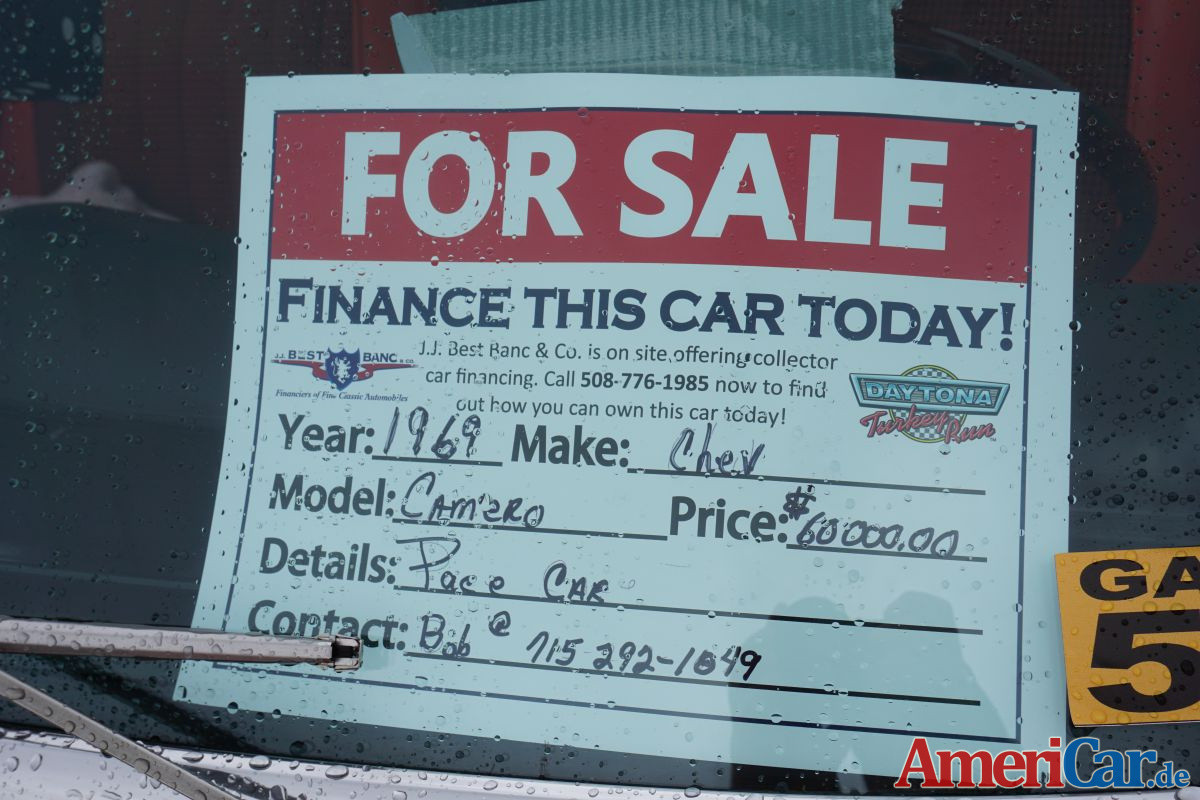 FOR SALE
FINANCE THIS CAR TODAY!
J.J. Best Banc & Co. is on site offering collector
car financing. Call 508-776-1985 now to find
out how you can own this car today!
J.J. BEST BANC & CO.
Financiers of Fine Classic Automobiles
DAYTONA
Turkey Run
Year: 1969 Make: Chev
Model: CAMERO Price: $60000.00
Details: Pace CAR
Contact: Bob @ 715 292-1049
GA
5
AmeriCar.de